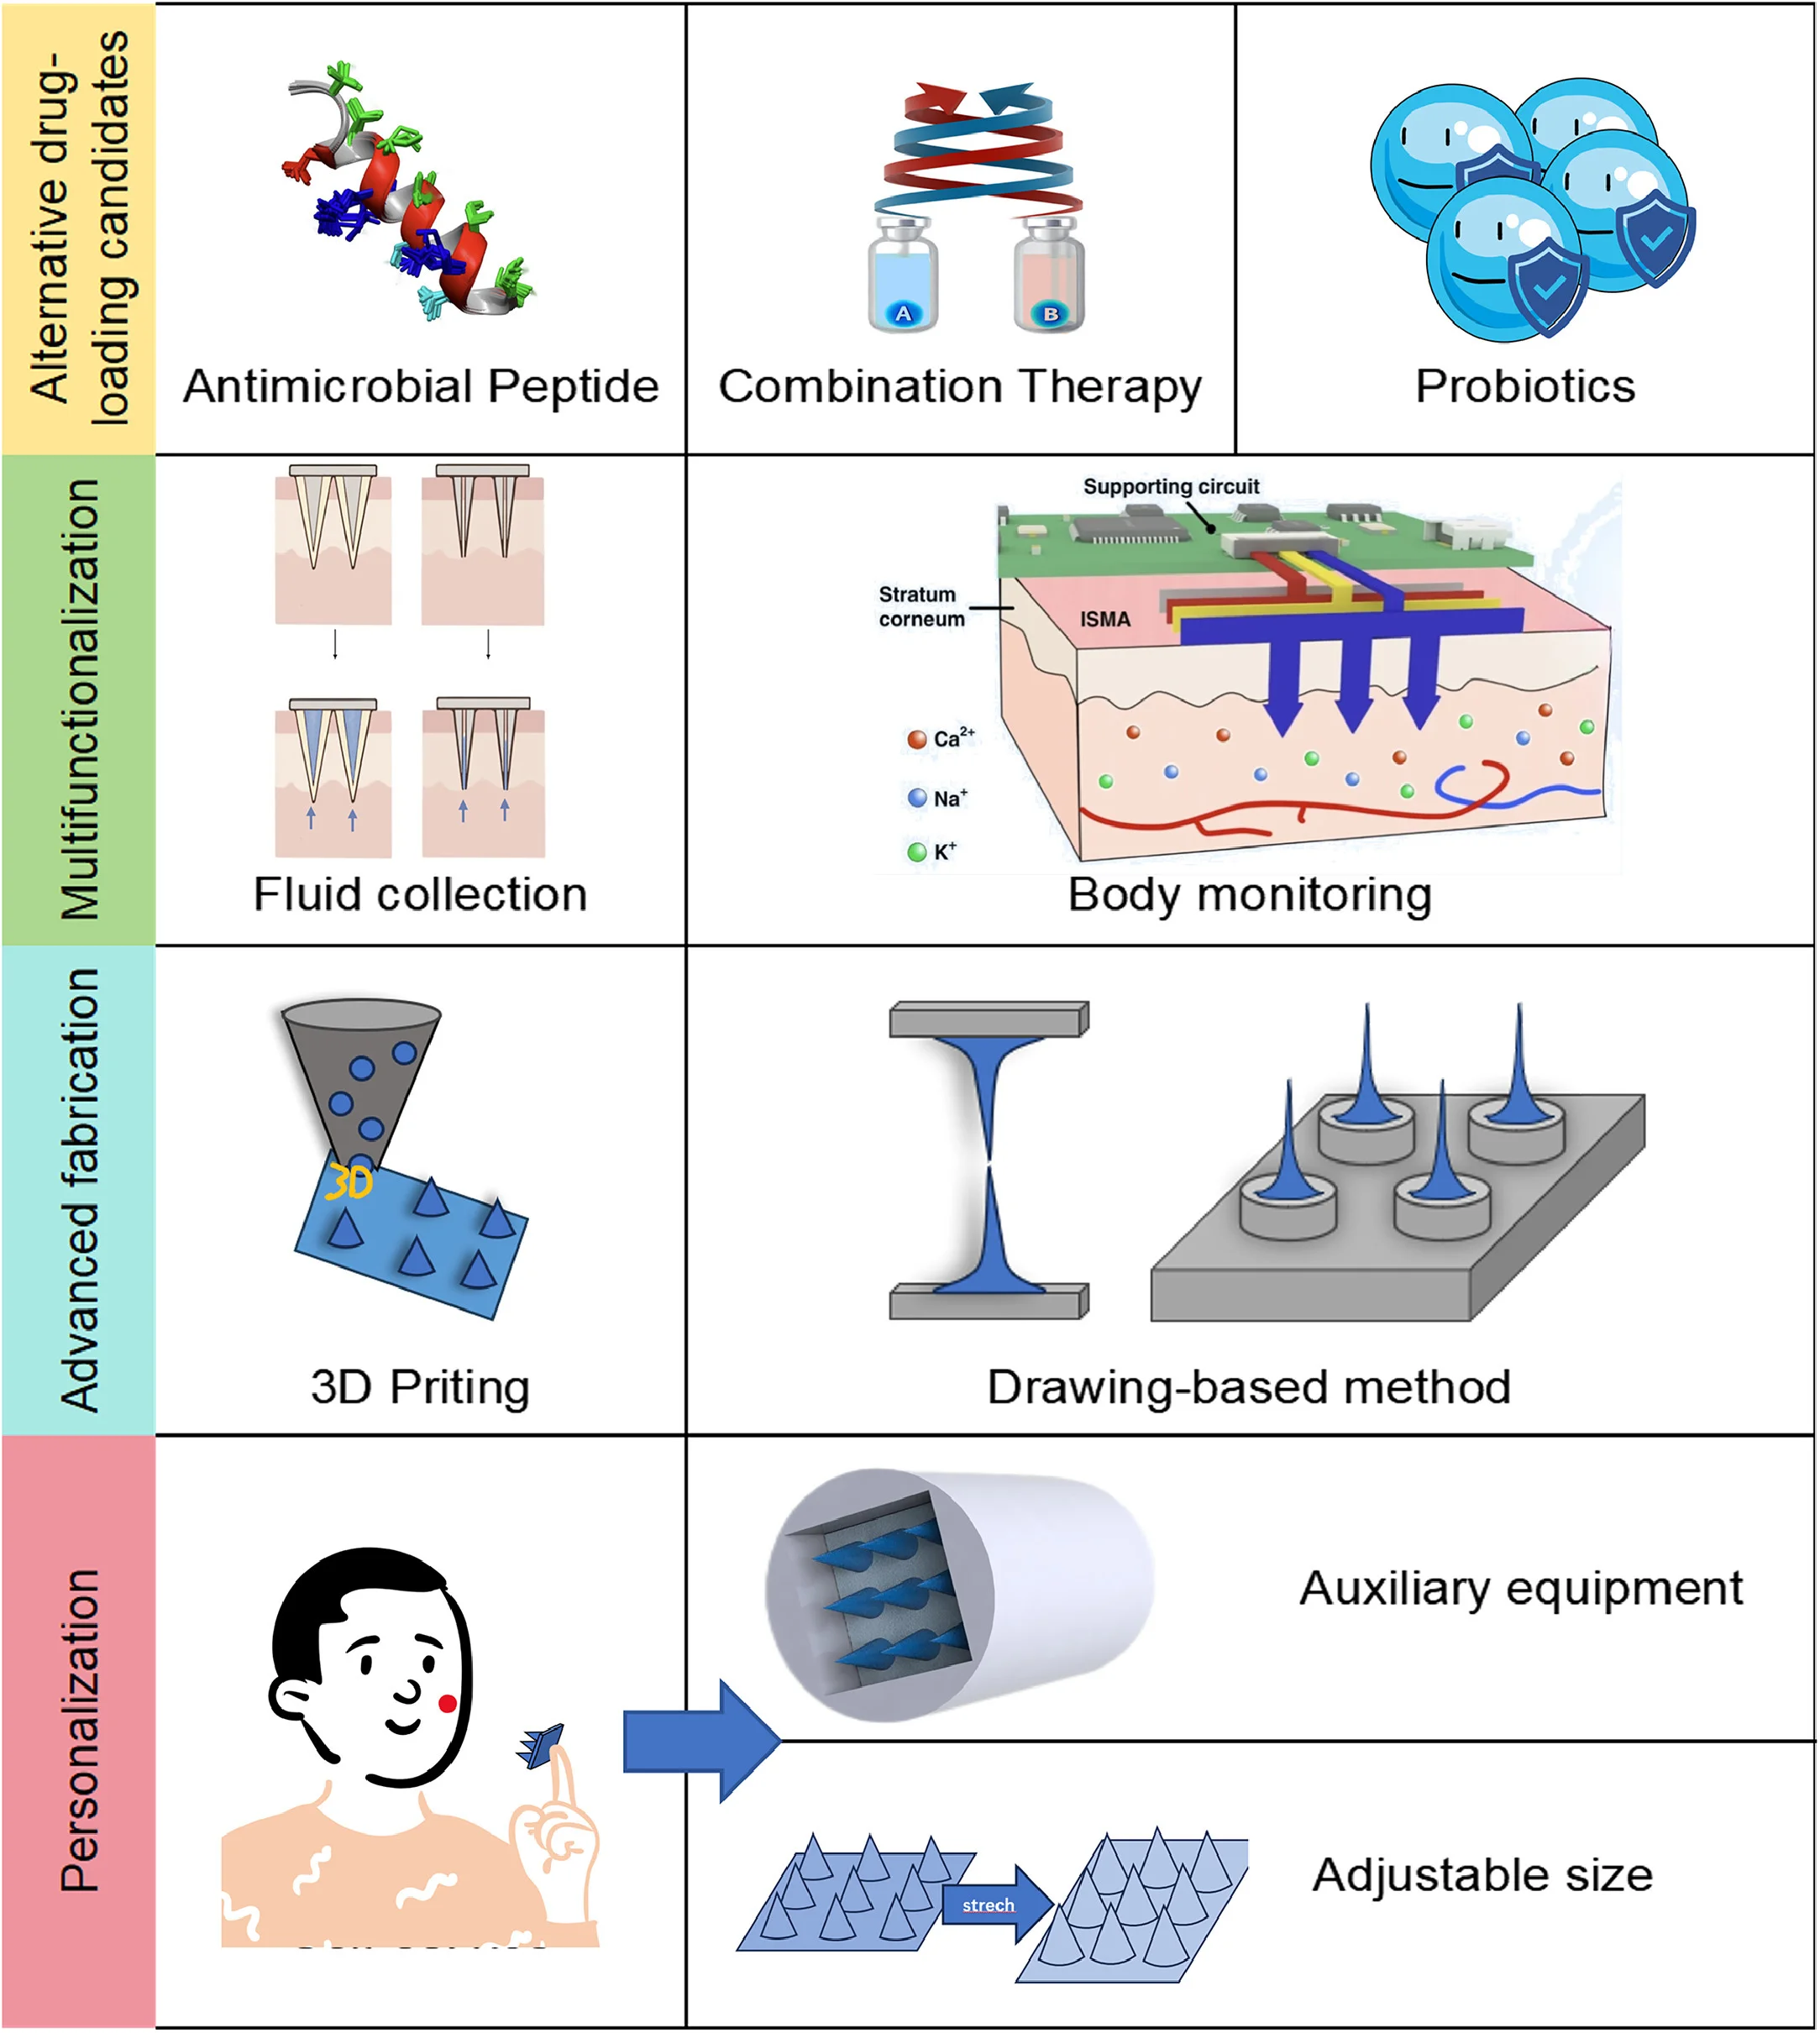 Alternative drug-
loading candidates
A
B
Antimicrobial Peptide
Combination Therapy
Probiotics
Multifunctionalization
Supporting circuit
Stratum
corneum
ISMA
Ca²⁺
Na⁺
K⁺
Fluid collection
Body monitoring
Advanced fabrication
3D
3D Priting
Drawing-based method
Personalization
Auxiliary equipment
strech
Adjustable size